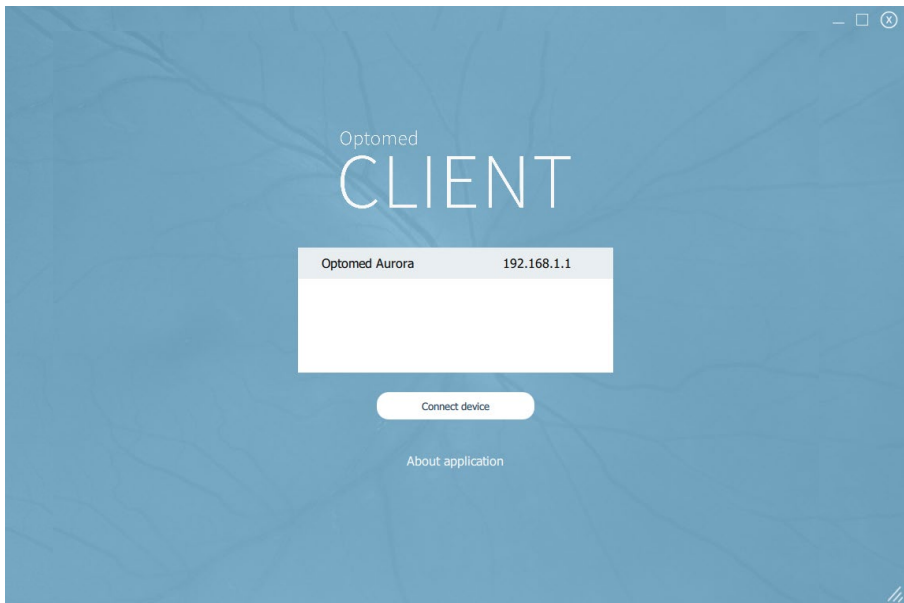 Optomed
CLIENT
Optomed Aurora 192.168.1.1
Connect device
About application